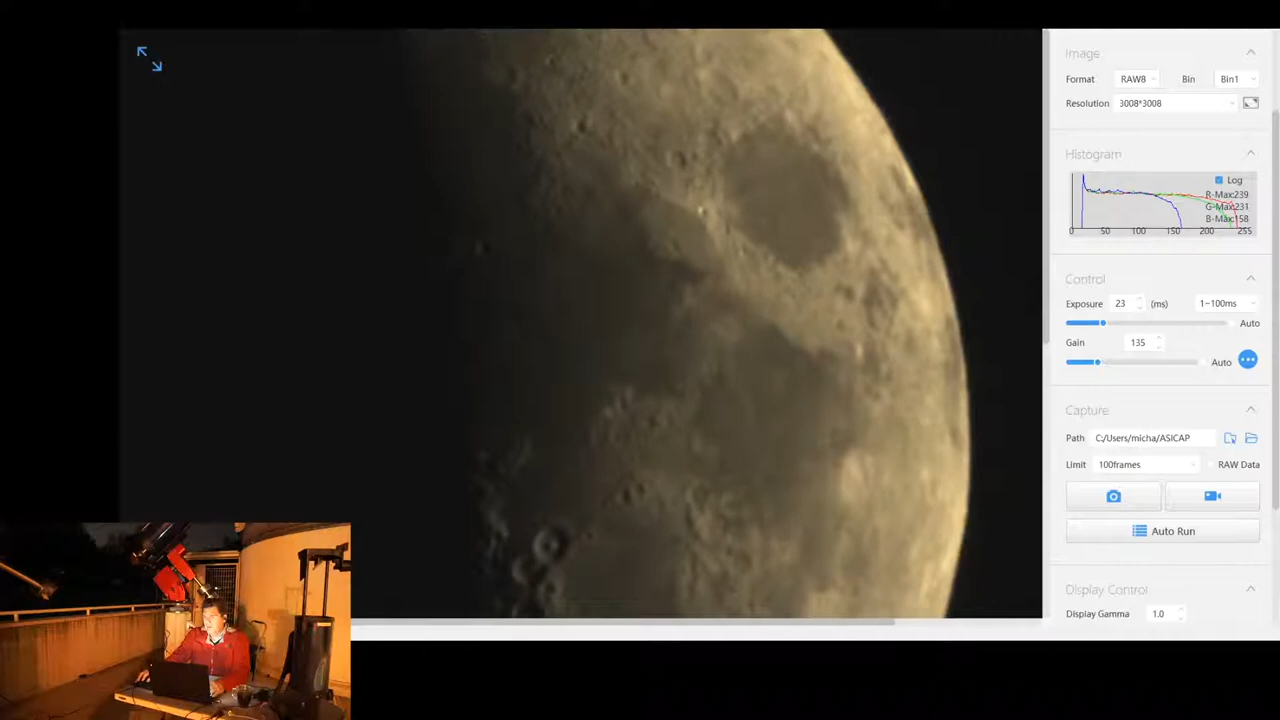 Image
Format RAW8 Bin Bin1
Resolution 3008*3008
Histogram
Log
R-Max:239
G-Max:231
B-Max:158
0 50 100 150 200 255
Control
Exposure 23 (ms) 1~100ms
Auto
Gain 135
Auto
Capture
Path C:/Users/micha/ASICAP
Limit 100frames RAW Data
Auto Run
Display Control
Display Gamma 1.0